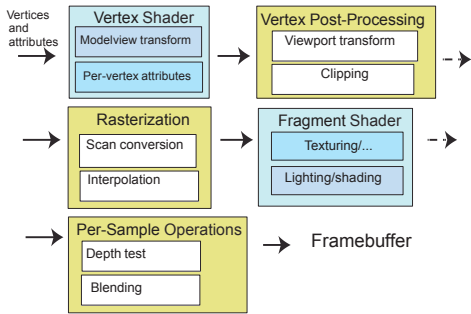 Vertices and attributes
Vertex Shader
Modelview transform
Per-vertex attributes
Vertex Post-Processing
Viewport transform
Clipping
Rasterization
Scan conversion
Interpolation
Fragment Shader
Texturing/...
Lighting/shading
Per-Sample Operations
Depth test
Blending
Framebuffer